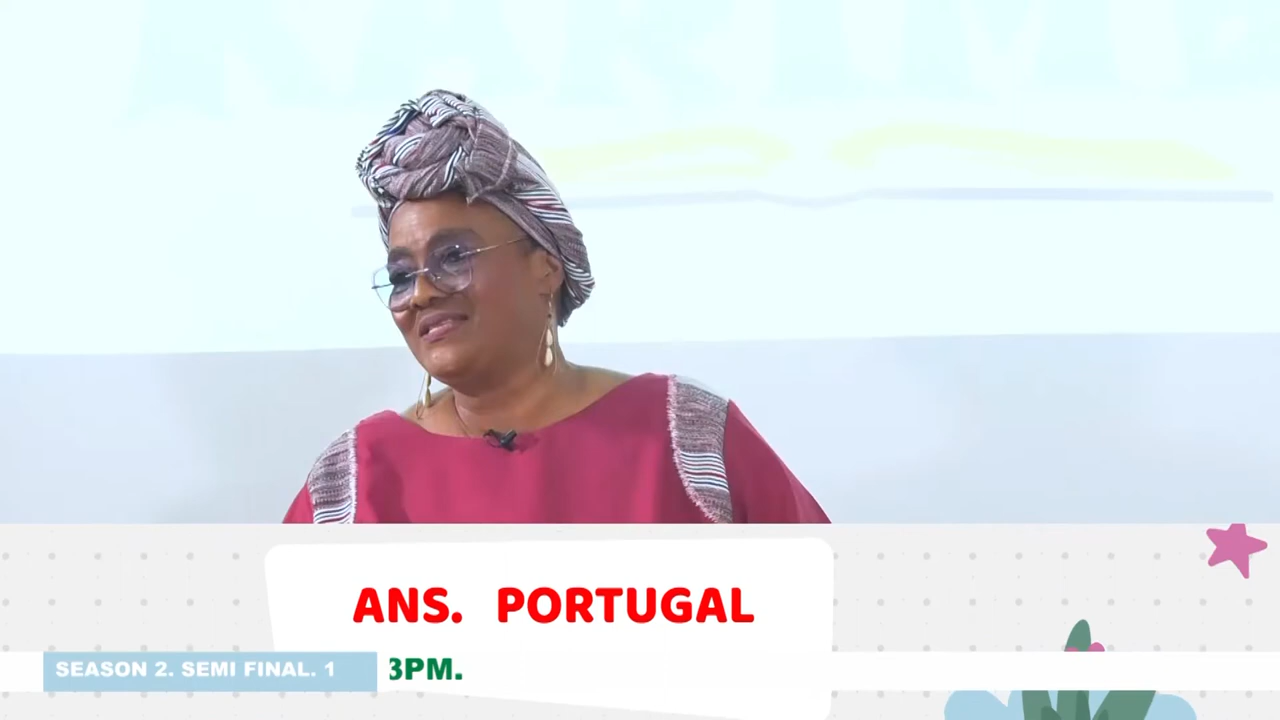 ANS. PORTUGAL
SEASON 2. SEMI FINAL. 1
3PM.